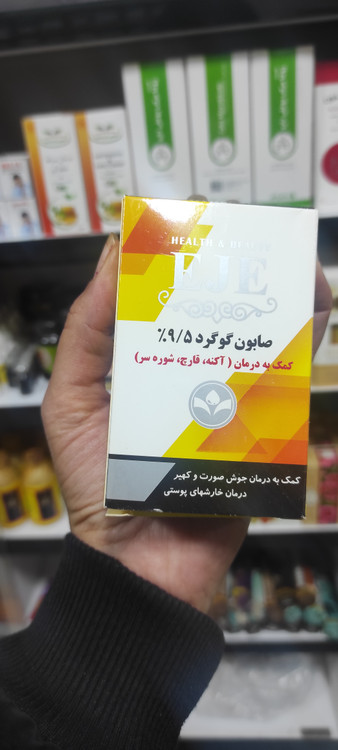 HEALTH & BEAUTY
EJE
صابون گوگرد ۹/۵٪
کمک به درمان (آکنه، قارچ، شوره سر)
کمک به درمان جوش صورت و کهیر
درمان خارشهای پوستی